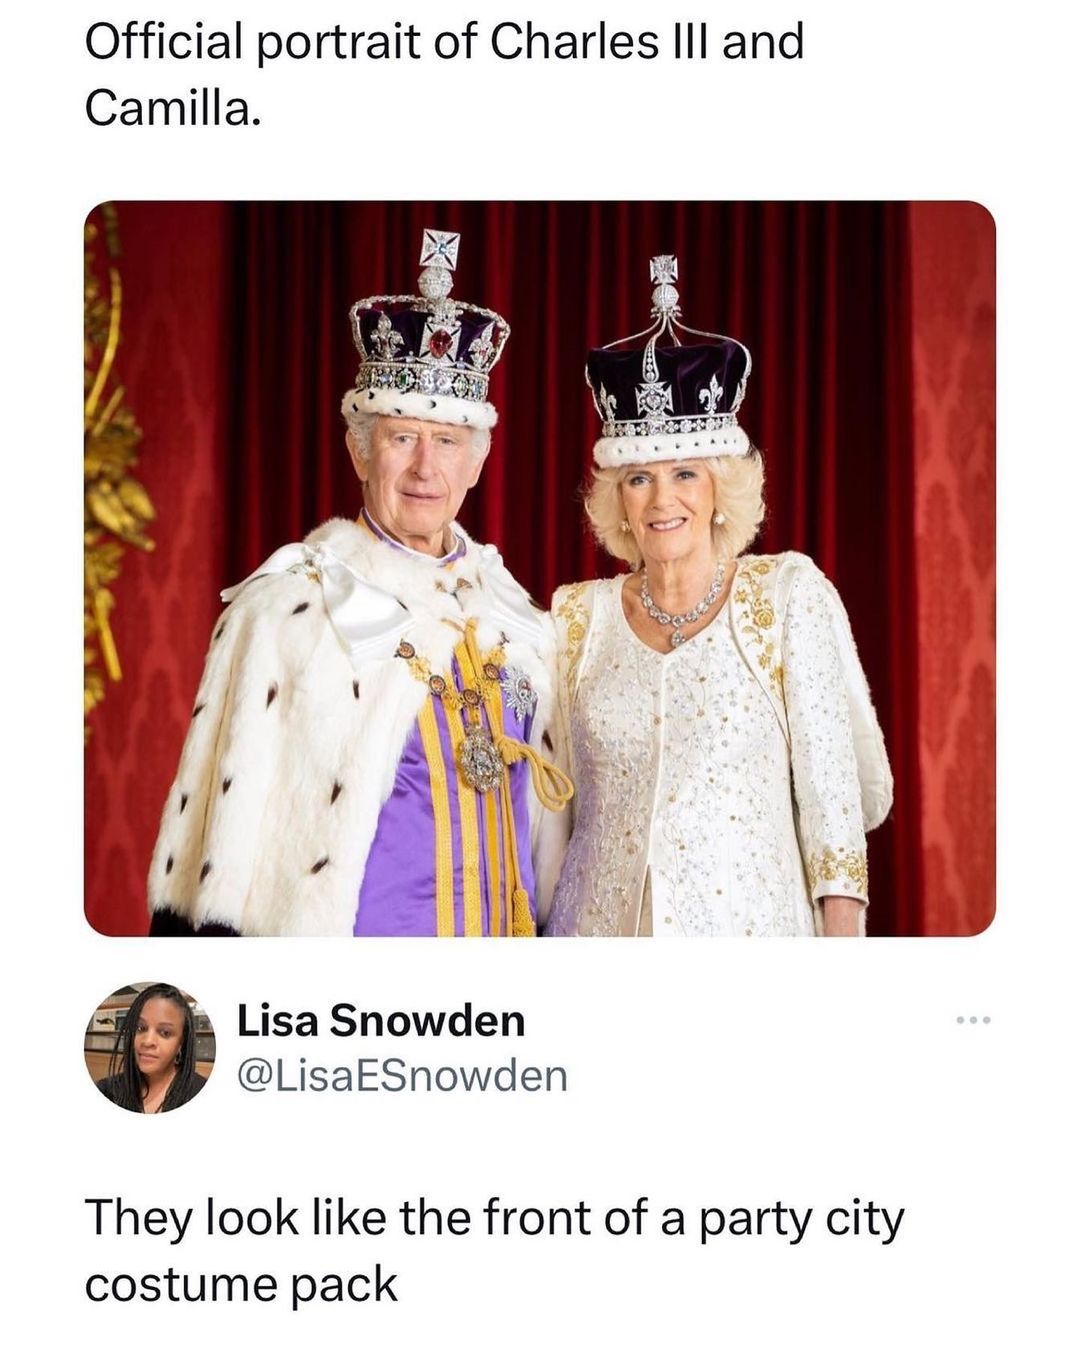 Official portrait of Charles III and
Camilla.
Lisa Snowden
@LisaESnowden
They look like the front of a party city
costume pack